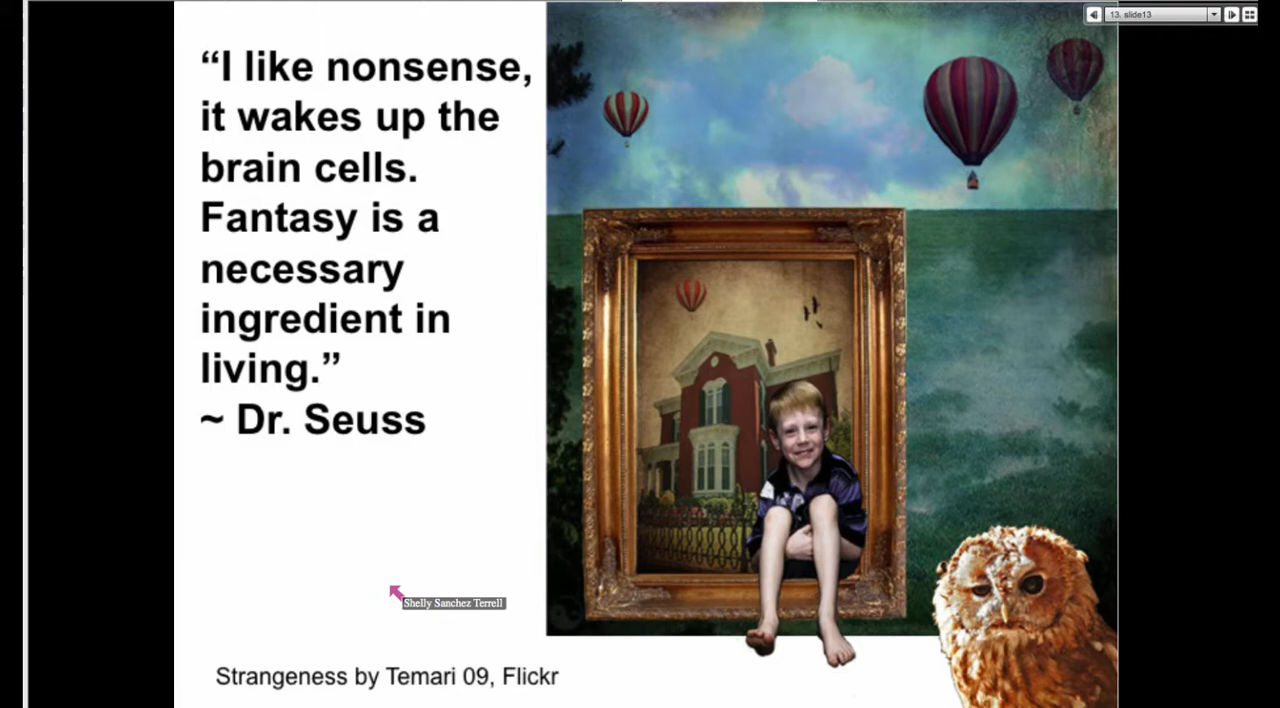 13. slide13
“I like nonsense,
it wakes up the
brain cells.
Fantasy is a
necessary
ingredient in
living.”
~ Dr. Seuss
Shelly Sanchez Terrell
Strangeness by Temari 09, Flickr